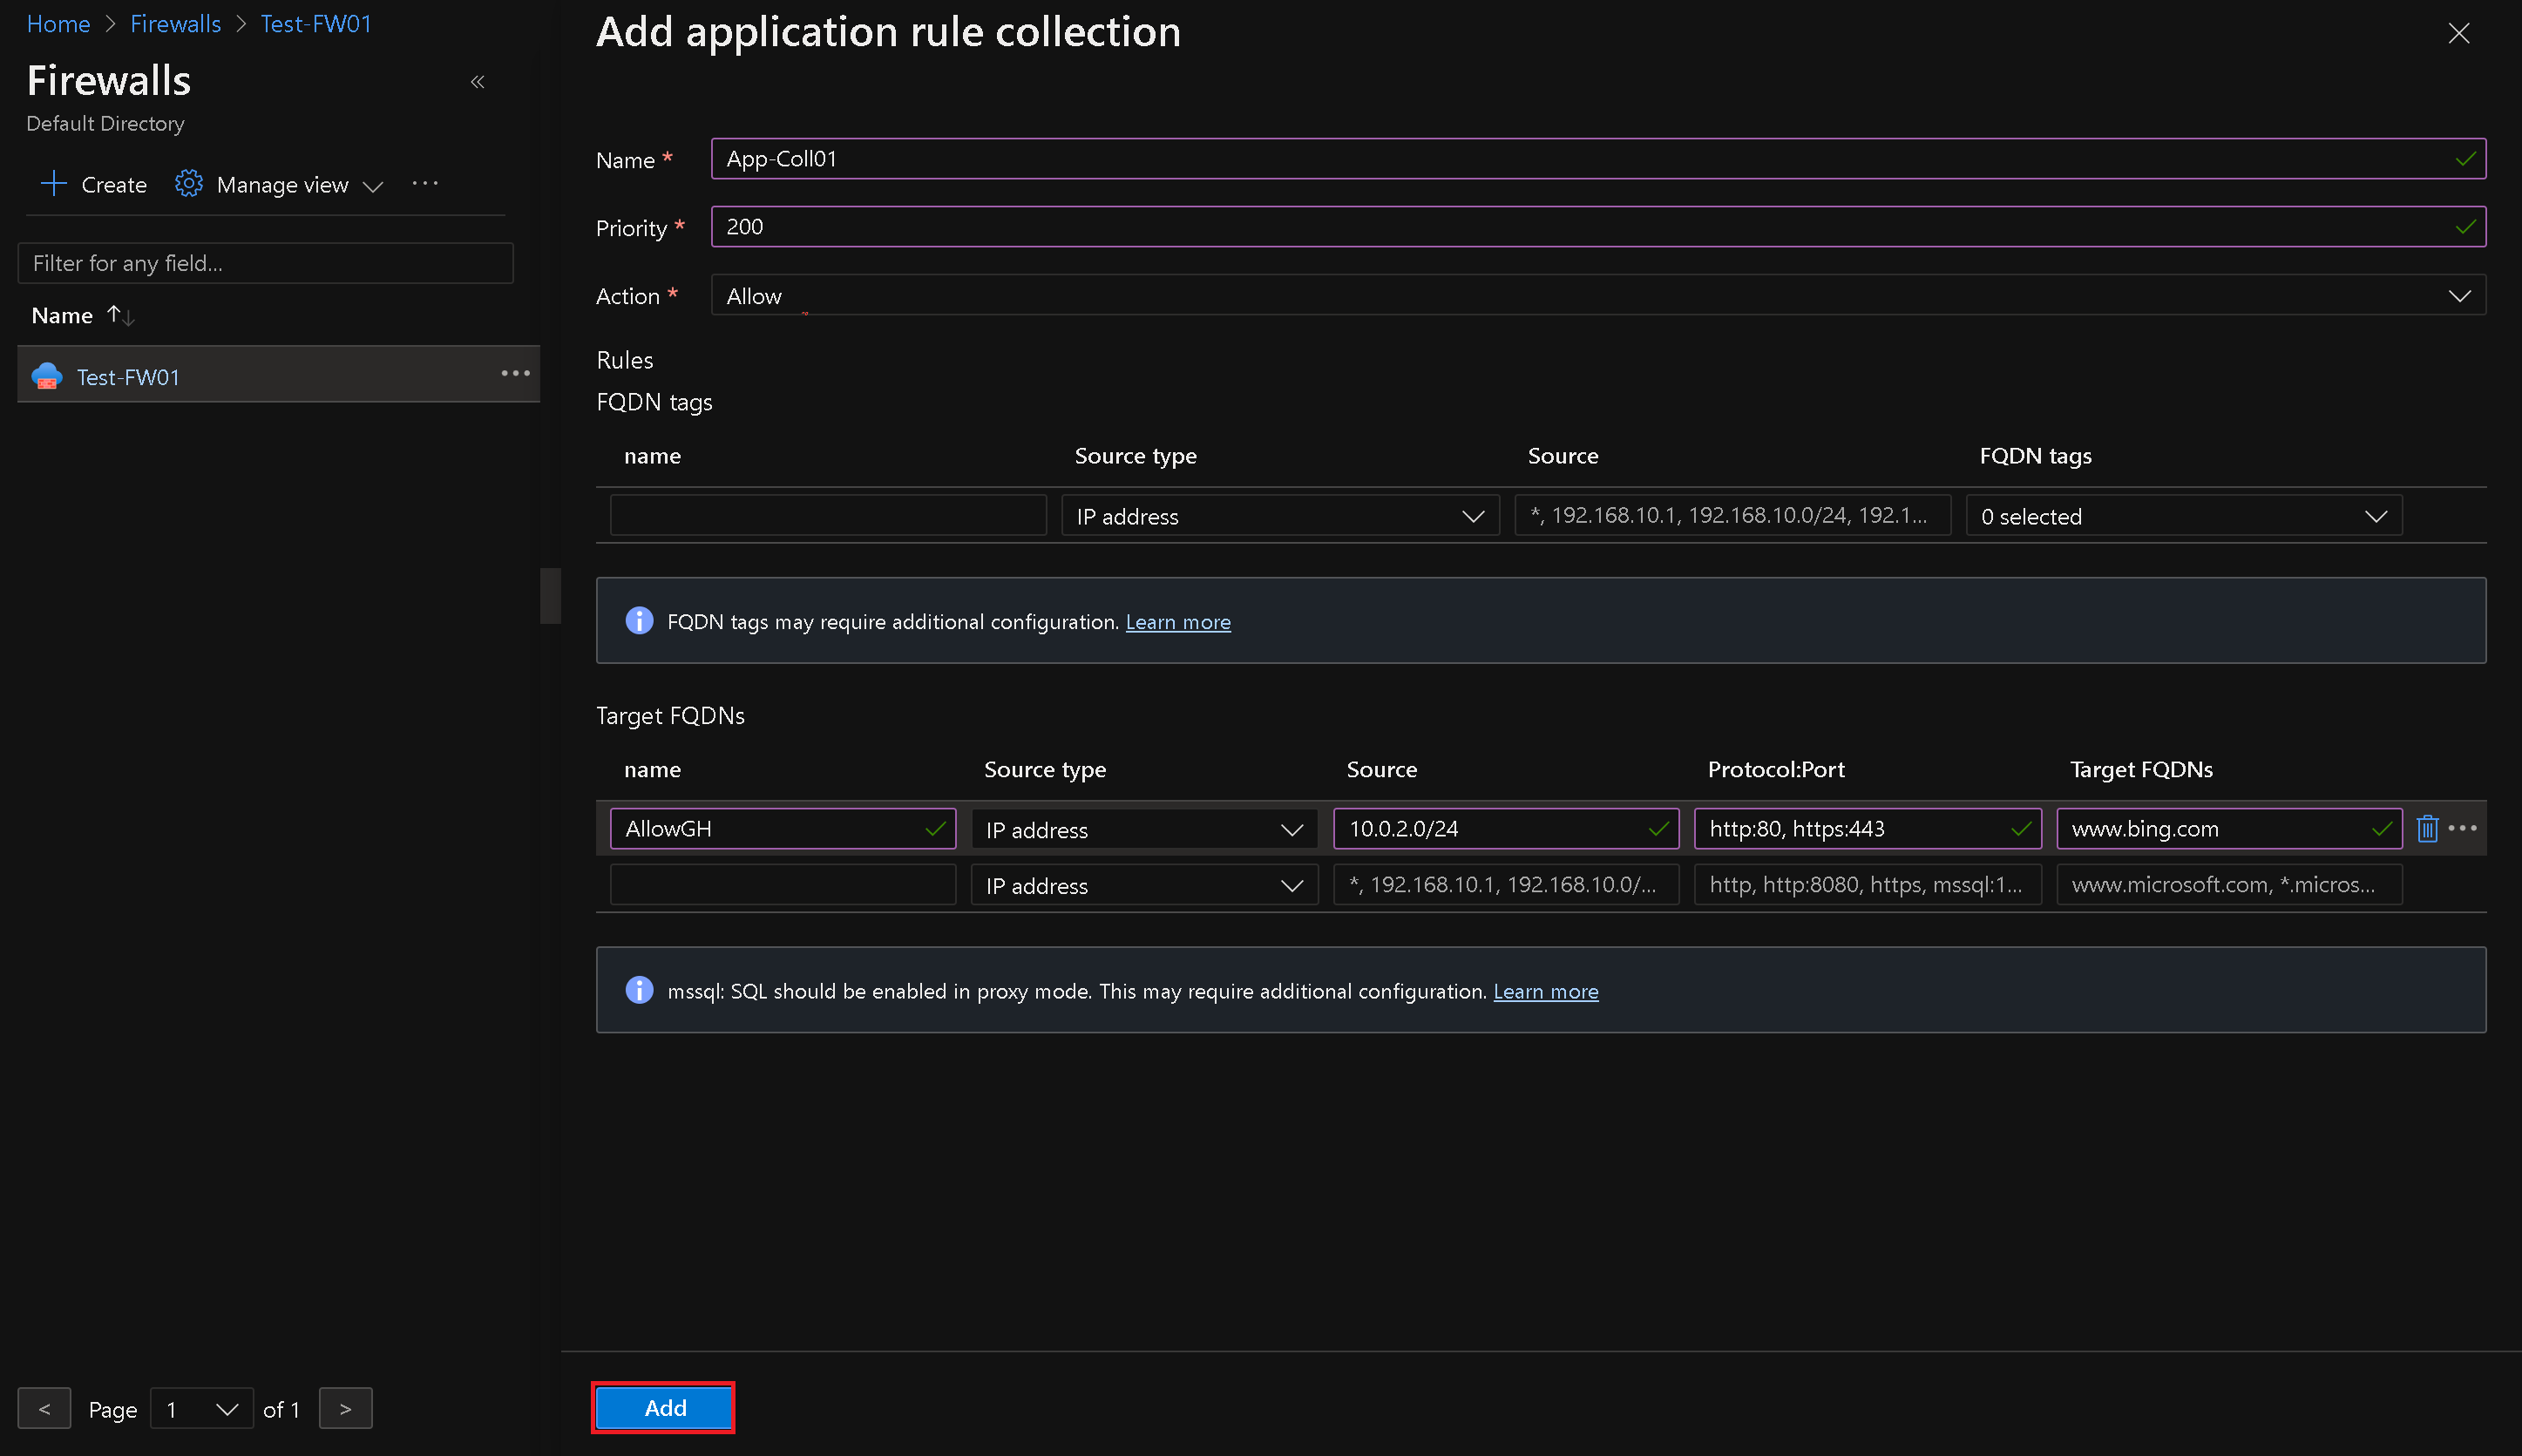 Home > Firewalls > Test-FW01
Firewalls
«
Default Directory
+ Create Manage view ...
Filter for any field...
Name ↑↓
Test-FW01 ...
< Page 1 of 1 >
Add application rule collection
Name * App-Coll01
Priority * 200
Action * Allow
Rules
FQDN tags
name Source type Source FQDN tags
IP address *, 192.168.10.1, 192.168.10.0/24, 192.1... 0 selected
FQDN tags may require additional configuration. Learn more
Target FQDNs
name Source type Source Protocol:Port Target FQDNs
AllowGH IP address 10.0.2.0/24 http:80, https:443 www.bing.com ...
IP address *, 192.168.10.1, 192.168.10.0/... http, http:8080, https, mssql:1... www.microsoft.com, *.micros...
mssql: SQL should be enabled in proxy mode. This may require additional configuration. Learn more
Add